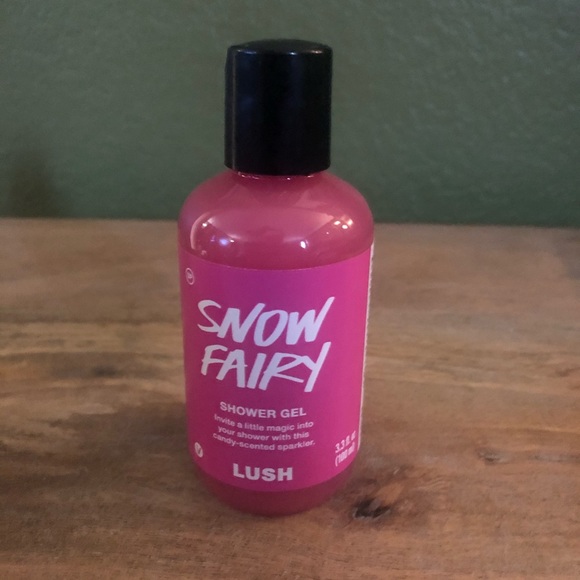 SNOW
FAIRY
SHOWER GEL
Invite a little magic into
your shower with this
candy-scented sparkler.
3.3 fl oz
(100 ml)
LUSH